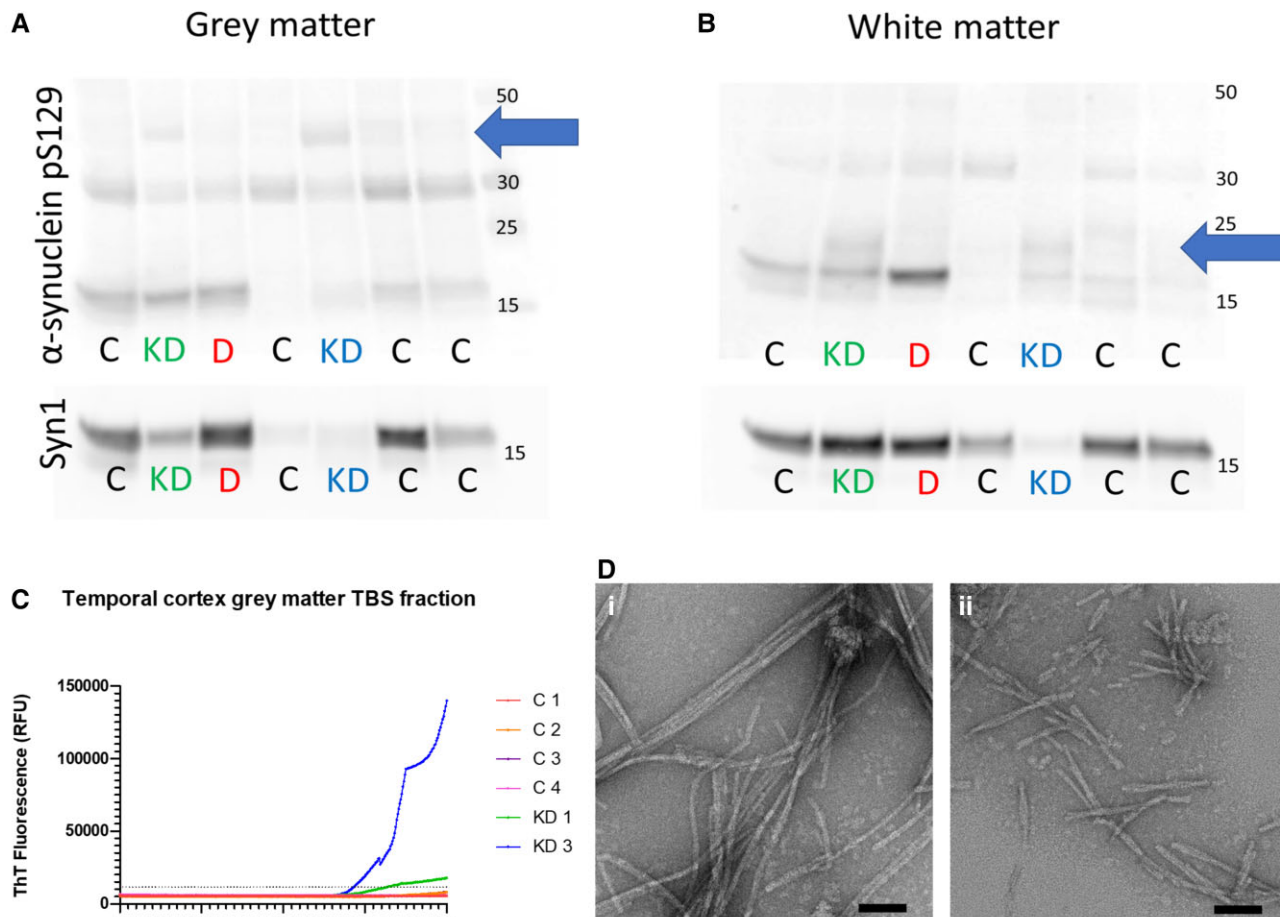 A
Grey matter
α-synuclein pS129
50
30
25
15
C KD D C KD C C
Syn1
15
C KD D C KD C C
B
White matter
50
30
25
15
C KD D C KD C C
15
C KD D C KD C C
C
Temporal cortex grey matter TBS fraction
ThT Fluorescence (RFU)
150000
100000
50000
0
C 1
C 2
C 3
C 4
KD 1
KD 3
D
i
ii